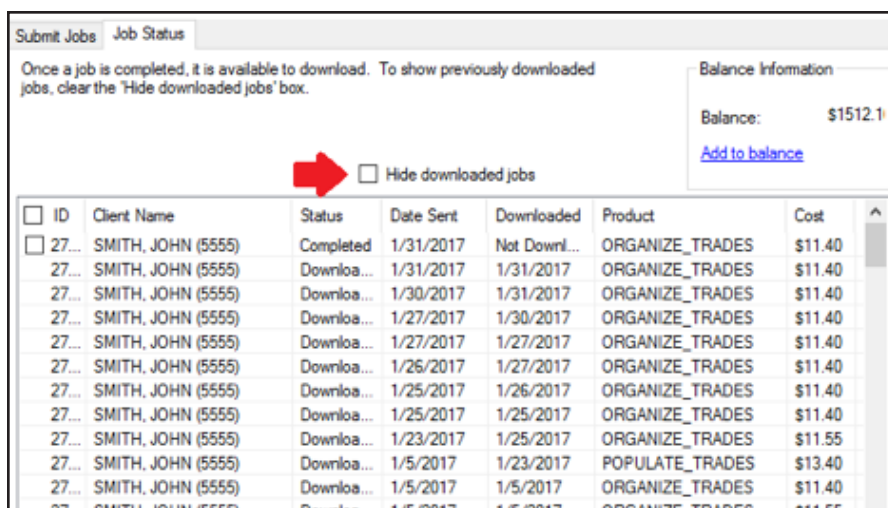 Submit Jobs Job Status
Once a job is completed, it is available to download. To show previously downloaded
jobs, clear the 'Hide downloaded jobs' box.
Balance Information
Balance: $1512.1
Add to balance
Hide downloaded jobs
ID Client Name Status Date Sent Downloaded Product Cost
27... SMITH, JOHN (5555) Completed 1/31/2017 Not Downl... ORGANIZE_TRADES $11.40
27... SMITH, JOHN (5555) Downloa... 1/31/2017 1/31/2017 ORGANIZE_TRADES $11.40
27... SMITH, JOHN (5555) Downloa... 1/30/2017 1/31/2017 ORGANIZE_TRADES $11.40
27... SMITH, JOHN (5555) Downloa... 1/27/2017 1/30/2017 ORGANIZE_TRADES $11.40
27... SMITH, JOHN (5555) Downloa... 1/27/2017 1/27/2017 ORGANIZE_TRADES $11.40
27... SMITH, JOHN (5555) Downloa... 1/26/2017 1/27/2017 ORGANIZE_TRADES $11.40
27... SMITH, JOHN (5555) Downloa... 1/25/2017 1/26/2017 ORGANIZE_TRADES $11.40
27... SMITH, JOHN (5555) Downloa... 1/25/2017 1/25/2017 ORGANIZE_TRADES $11.40
27... SMITH, JOHN (5555) Downloa... 1/23/2017 1/25/2017 ORGANIZE_TRADES $11.55
27... SMITH, JOHN (5555) Downloa... 1/5/2017 1/23/2017 POPULATE_TRADES $13.40
27... SMITH, JOHN (5555) Downloa... 1/5/2017 1/5/2017 ORGANIZE_TRADES $11.40